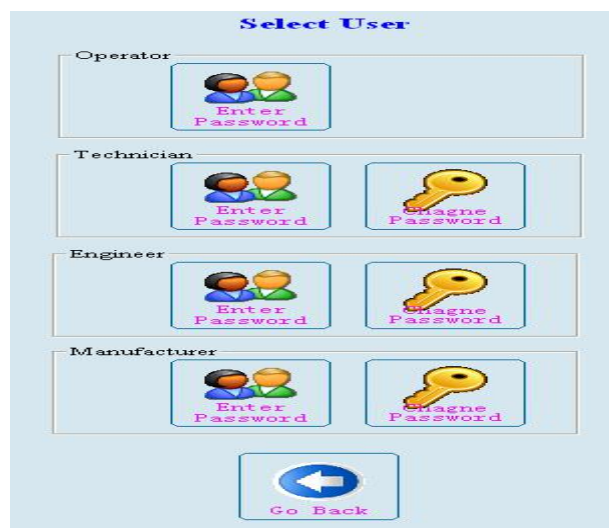 Select User
Operator
Enter
Password
Technician
Enter
Password
Chagne
Password
Engineer
Enter
Password
Chagne
Password
Manufacturer
Enter
Password
Chagne
Password
Go Back